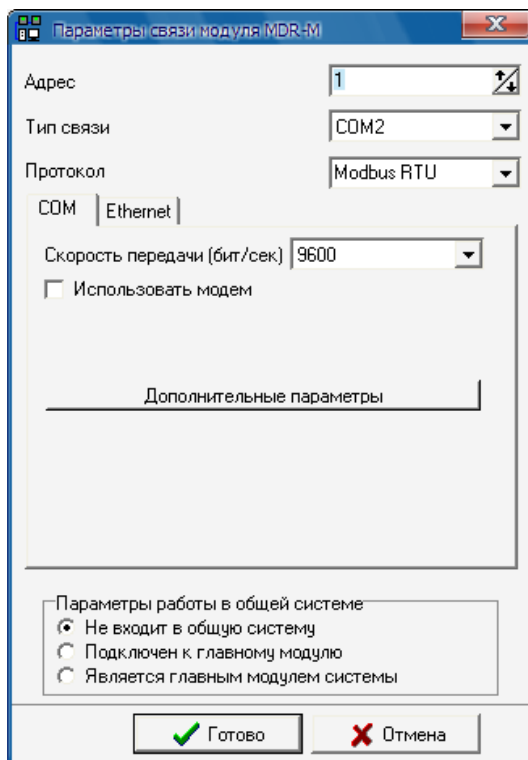 Параметры связи модуля MDR-M
Адрес 1
Тип связи COM2
Протокол Modbus RTU
COM Ethernet
Скорость передачи (бит/сек) 9600
Использовать модем
Дополнительные параметры
Параметры работы в общей системе
Не входит в общую систему
Подключен к главному модулю
Является главным модулем системы
Готово Отмена